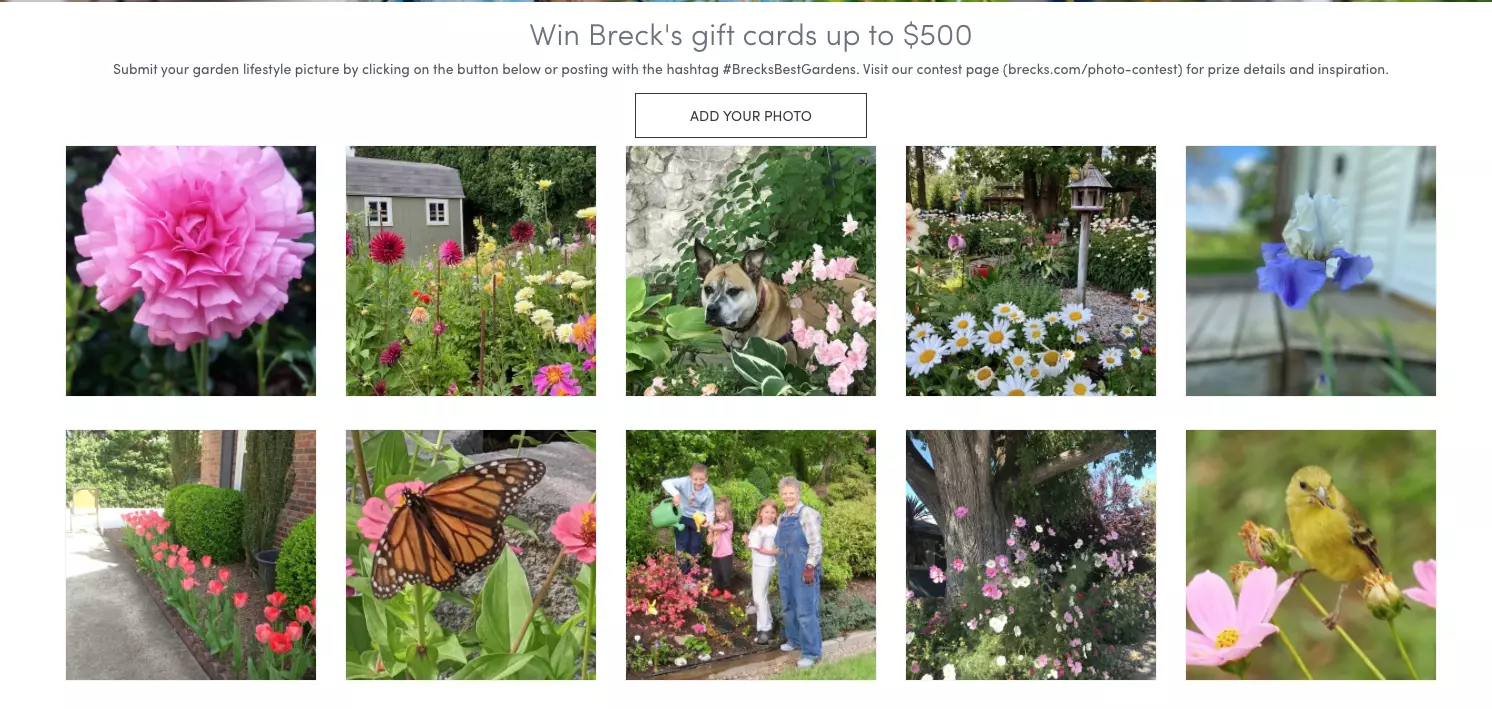 Win Breck's gift cards up to $500
Submit your garden lifestyle picture by clicking on the button below or posting with the hashtag #BrecksBestGardens. Visit our contest page (brecks.com/photo-contest) for prize details and inspiration.
ADD YOUR PHOTO